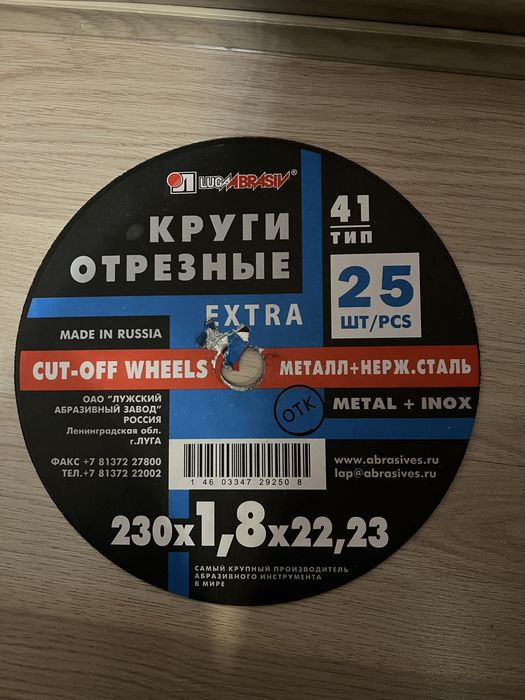 LUGAABRASIV®
КРУГИ
ОТРЕЗНЫЕ
EXTRA
41
ТИП
25
ШТ/PCS
MADE IN RUSSIA
CUT-OFF WHEELS
МЕТАЛЛ+НЕРЖ.СТАЛЬ
METAL + INOX
ОТК
ОАО "ЛУЖСКИЙ
АБРАЗИВНЫЙ ЗАВОД"
РОССИЯ
Ленинградская обл.
г.ЛУГА
ФАКС +7 81372 27800
ТЕЛ.+7 81372 22002
www.abrasives.ru
lap@abrasives.ru
1 46 03347 29250 8
230x1,8x22,23
САМЫЙ КРУПНЫЙ ПРОИЗВОДИТЕЛЬ
АБРАЗИВНОГО ИНСТРУМЕНТА
В МИРЕ